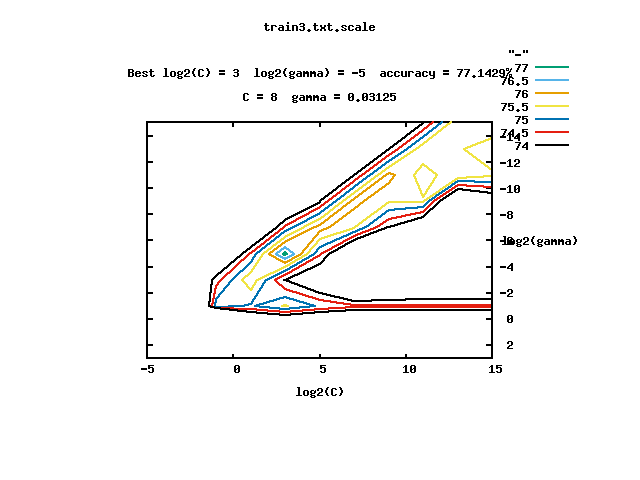 train3.txt.scale
"-"
Best log2(C) = 3  log2(gamma) = -5  accuracy = 77.1429%
77
76.5
C = 8  gamma = 0.03125
76
75.5
75
74.5
-14
74
-12
-10
-8
-6
log2(gamma)
-4
-2
0
2
-5 0 5 10 15
log2(C)